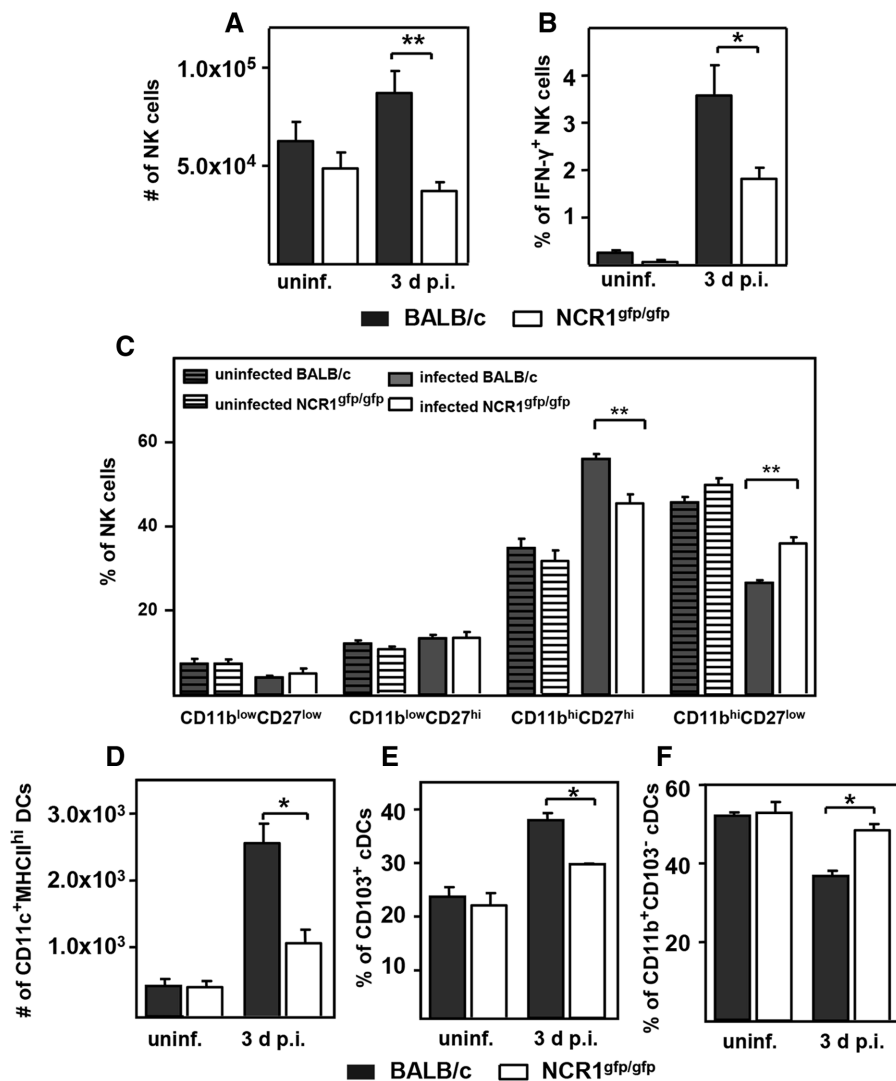 A
# of NK cells
1.0x10⁵
5.0x10⁴
**
uninf.
3 d p.i.
B
% of IFN-γ⁺ NK cells
4
3
2
1
*
uninf.
3 d p.i.
BALB/c
NCR1gfp/gfp
C
% of NK cells
60
40
20
uninfected BALB/c
infected BALB/c
uninfected NCR1gfp/gfp
infected NCR1gfp/gfp
**
**
CD11blowCD27low
CD11blowCD27hi
CD11bhiCD27hi
CD11bhiCD27low
D
# of CD11c⁺MHCIIhi DCs
3.0x10³
2.0x10³
1.0x10³
*
uninf.
3 d p.i.
E
% of CD103⁺ cDCs
40
30
20
10
*
uninf.
3 d p.i.
F
% of CD11b⁺CD103⁻ cDCs
60
40
20
*
uninf.
3 d p.i.
BALB/c
NCR1gfp/gfp